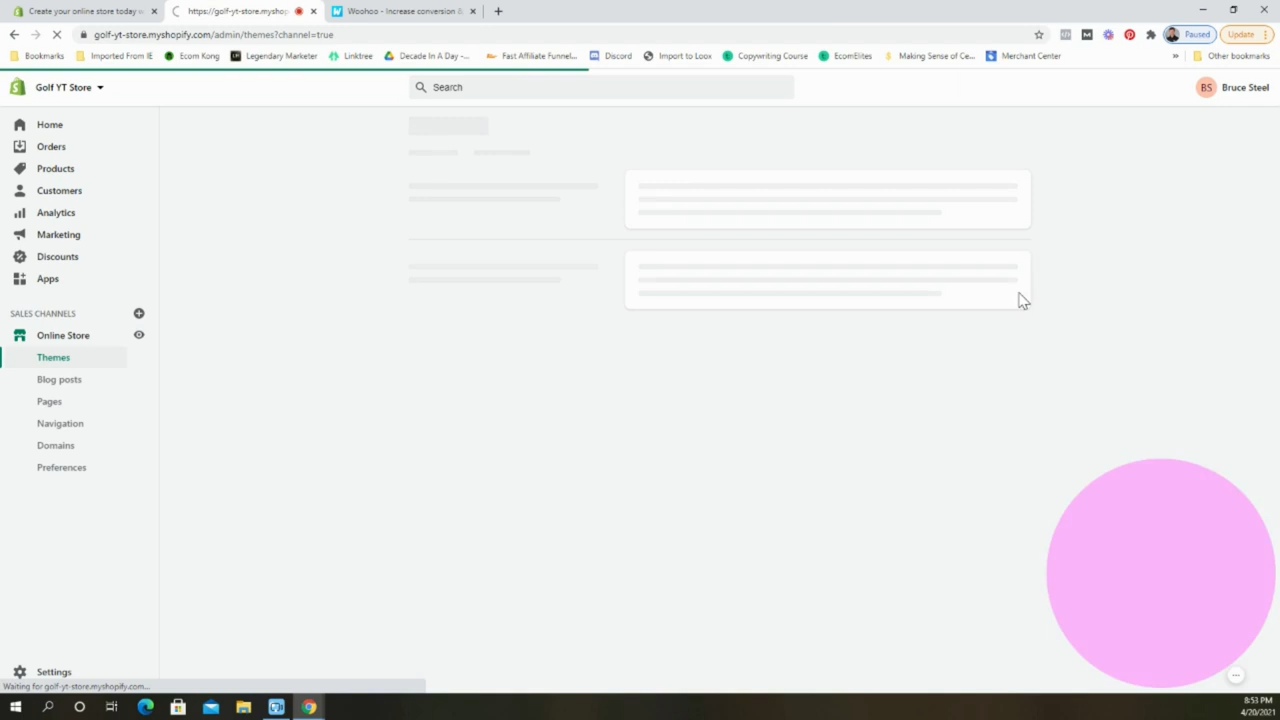 Create your online store today w
https://golf-yt-store.myshop
Woohoo - Increase conversion &
golf-yt-store.myshopify.com/admin/themes?channel=true
Paused
Update
Bookmarks
Imported From IE
Ecom Kong
Legendary Marketer
Linktree
Decade In A Day -...
Fast Affiliate Funnel...
Discord
Import to Loox
Copywriting Course
EcomElites
Making Sense of Ce...
Merchant Center
»
Other bookmarks
Golf YT Store
Search
BS Bruce Steel
Home
Orders
Products
Customers
Analytics
Marketing
Discounts
Apps
SALES CHANNELS
Online Store
Themes
Blog posts
Pages
Navigation
Domains
Preferences
Settings
Waiting for golf-yt-store.myshopify.com...
8:53 PM
4/20/2021